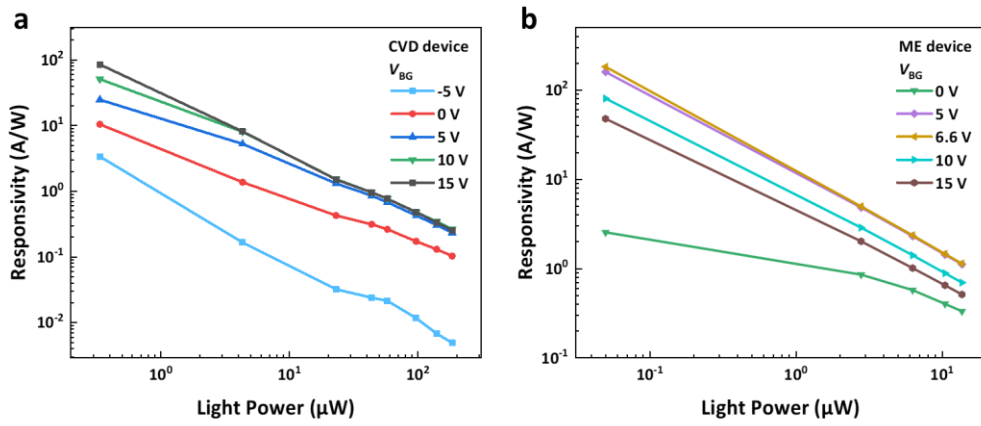 a
CVD device
V_BG
-5 V
0 V
5 V
10 V
15 V
10^2
10^1
10^0
10^-1
10^-2
Responsivity (A/W)
10^0
10^1
10^2
Light Power (μW)
b
ME device
V_BG
0 V
5 V
6.6 V
10 V
15 V
10^2
10^1
10^0
10^-1
Responsivity (A/W)
10^-1
10^0
10^1
Light Power (μW)